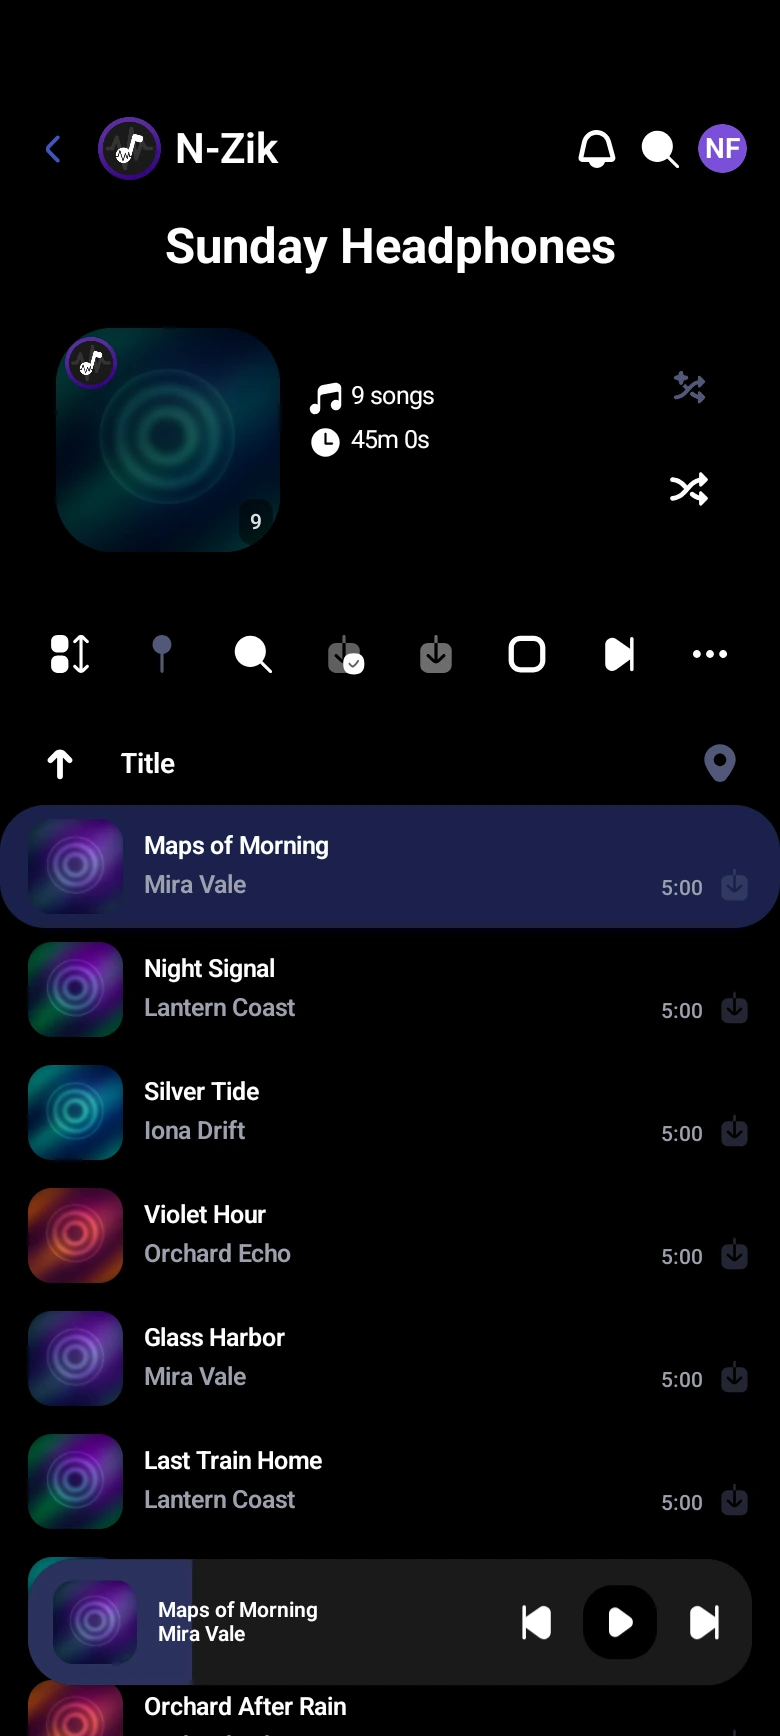 N-Zik
NF
Sunday Headphones
9 songs
45m 0s
9
Title
Maps of Morning
Mira Vale
5:00
Night Signal
Lantern Coast
5:00
Silver Tide
Iona Drift
5:00
Violet Hour
Orchard Echo
5:00
Glass Harbor
Mira Vale
5:00
Last Train Home
Lantern Coast
5:00
Maps of Morning
Mira Vale
Orchard After Rain